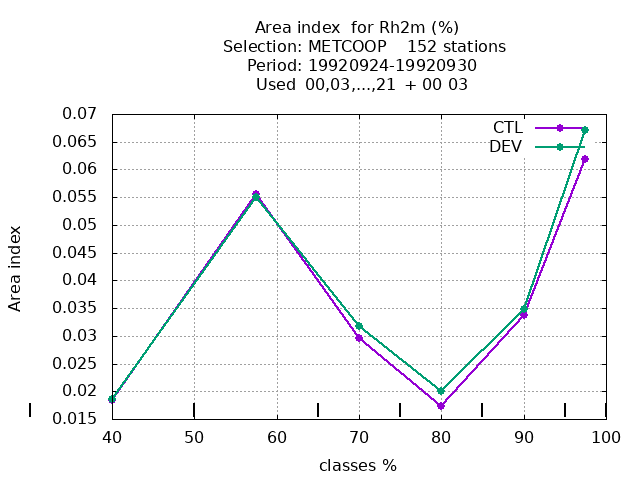 Area index  for Rh2m (%)
Selection: METCOOP    152 stations
Period: 19920924-19920930
Used  00,03,...,21  + 00 03
CTL
DEV
0.07
0.065
0.06
0.055
0.05
0.045
0.04
0.035
0.03
0.025
0.02
0.015
Area index
40 50 60 70 80 90 100
classes %